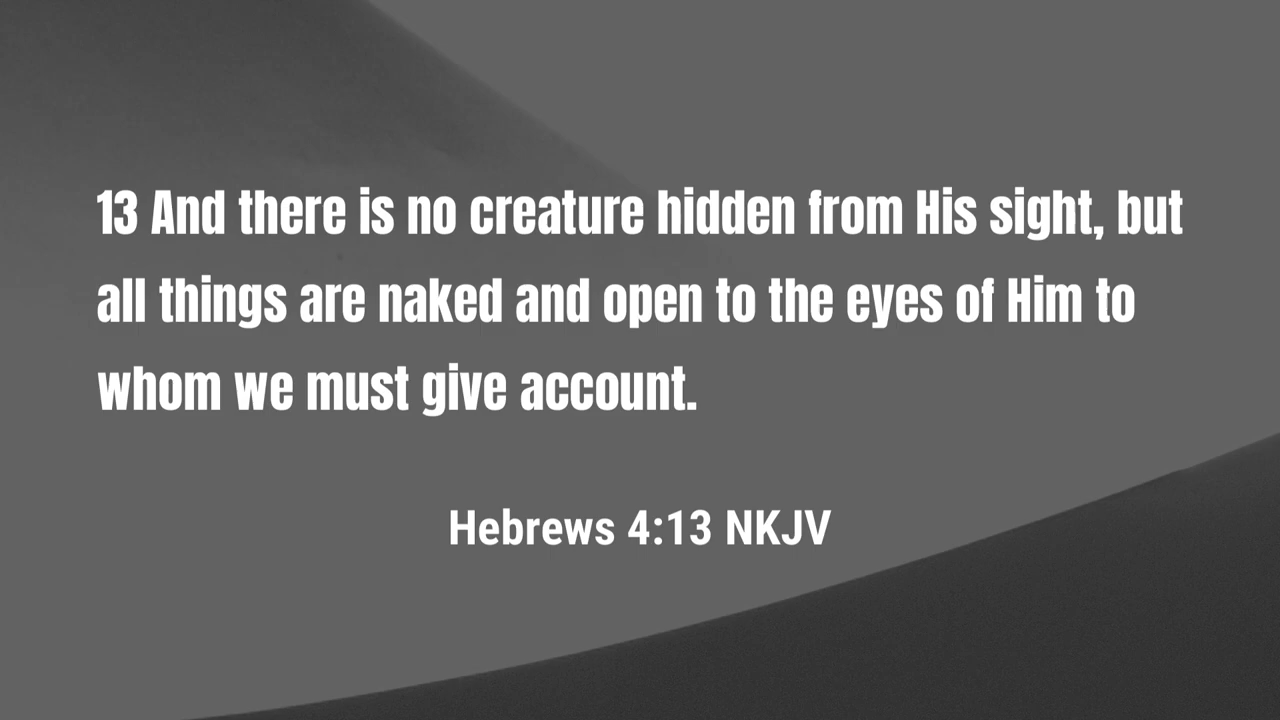 13 And there is no creature hidden from His sight, but
all things are naked and open to the eyes of Him to
whom we must give account.
Hebrews 4:13 NKJV